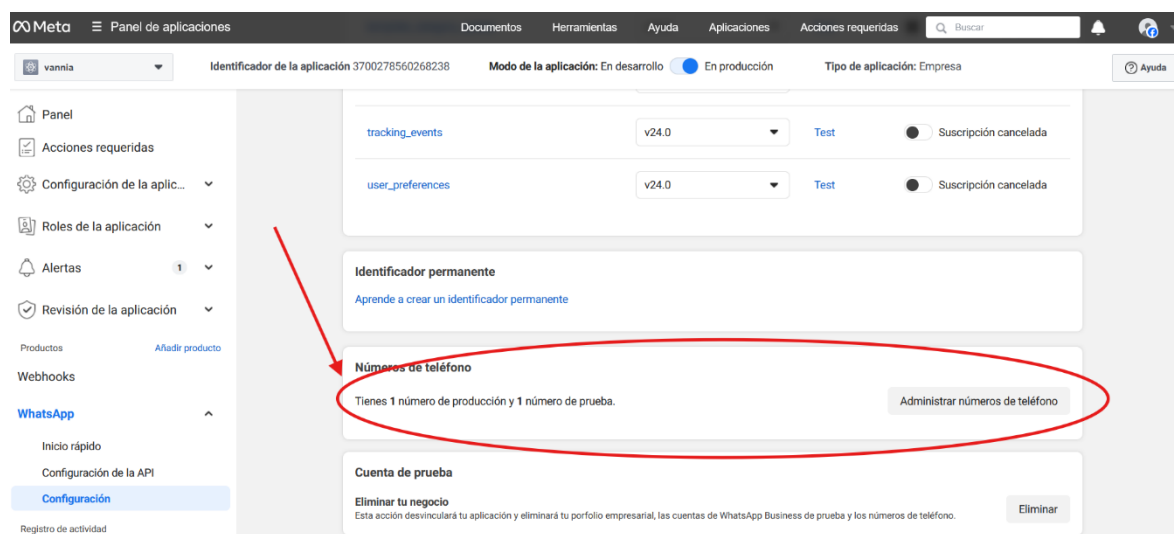 Meta
Panel de aplicaciones
Documentos
Herramientas
Ayuda
Aplicaciones
Acciones requeridas
Buscar
vannia
Identificador de la aplicación 3700278560268238
Modo de la aplicación: En desarrollo
En producción
Tipo de aplicación: Empresa
Ayuda
Panel
Acciones requeridas
Configuración de la aplic...
Roles de la aplicación
Alertas 1
Revisión de la aplicación
Productos
Añadir producto
Webhooks
WhatsApp
Inicio rápido
Configuración de la API
Configuración
Registro de actividad
tracking_events v24.0 Test Suscripción cancelada
user_preferences v24.0 Test Suscripción cancelada
Identificador permanente
Aprende a crear un identificador permanente
Números de teléfono
Tienes 1 número de producción y 1 número de prueba.
Administrar números de teléfono
Cuenta de prueba
Eliminar tu negocio
Esta acción desvinculará tu aplicación y eliminará tu porfolio empresarial, las cuentas de WhatsApp Business de prueba y los números de teléfono.
Eliminar